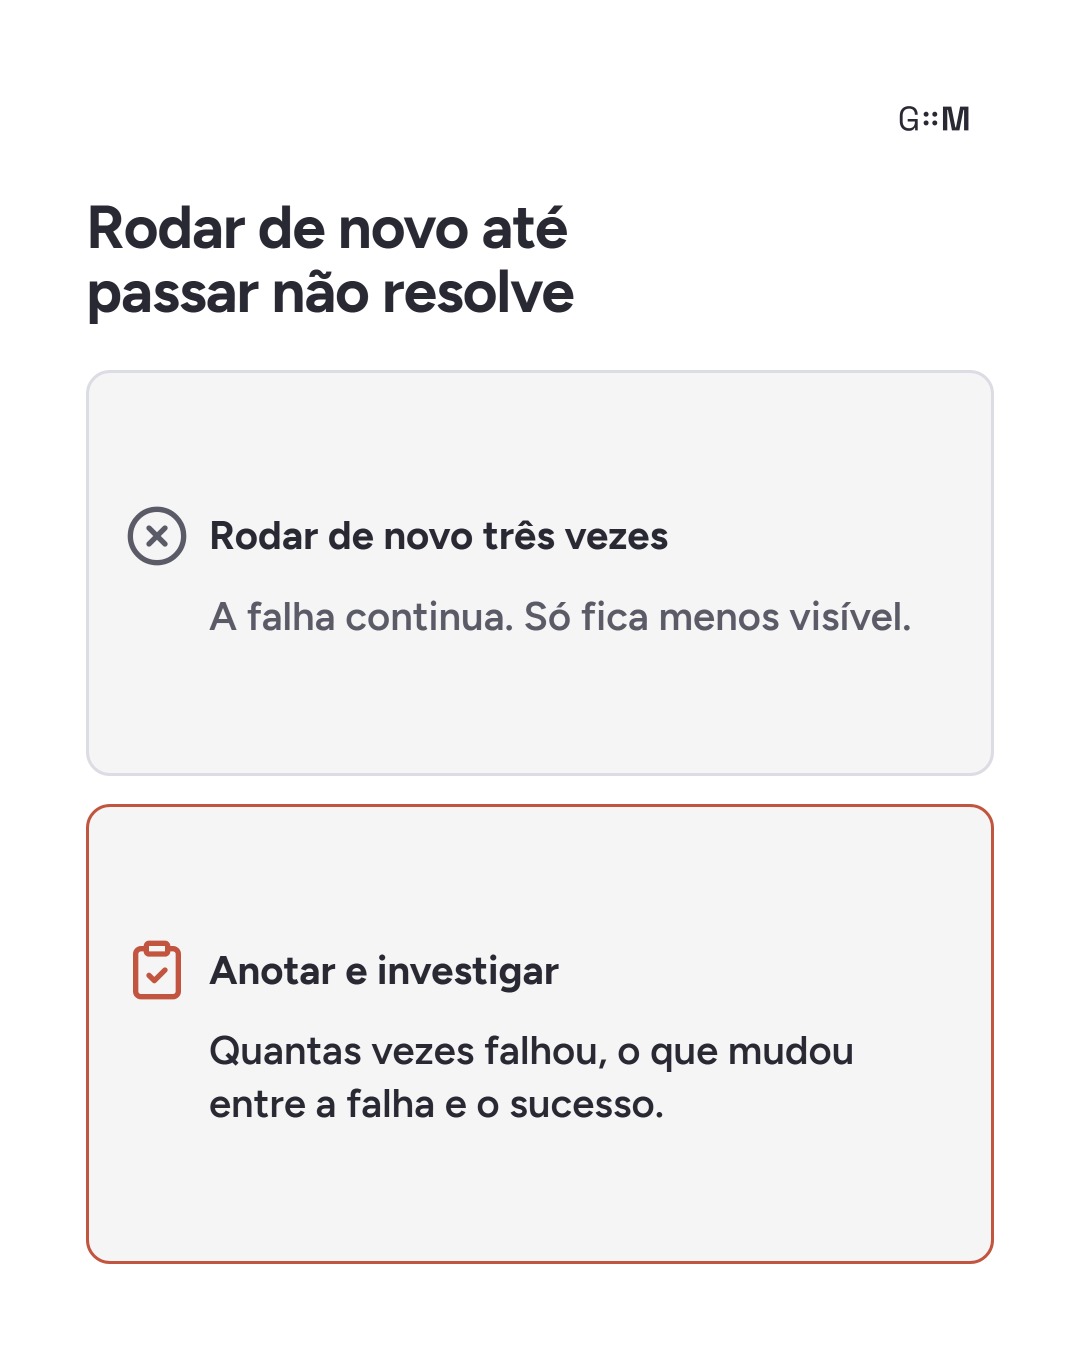 G::M
Rodar de novo até
passar não resolve
Rodar de novo três vezes
A falha continua. Só fica menos visível.
Anotar e investigar
Quantas vezes falhou, o que mudou
entre a falha e o sucesso.